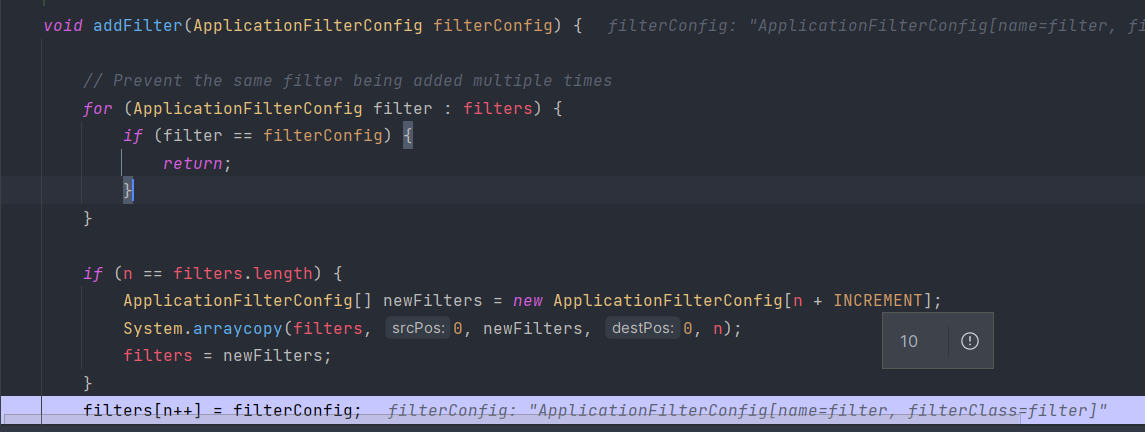 void addFilter(ApplicationFilterConfig filterConfig) {   filterConfig: "ApplicationFilterConfig[name=filter, fi
// Prevent the same filter being added multiple times
for (ApplicationFilterConfig filter : filters) {
if (filter == filterConfig) {
return;
}
}
if (n == filters.length) {
ApplicationFilterConfig[] newFilters = new ApplicationFilterConfig[n + INCREMENT];
System.arraycopy(filters, srcPos: 0, newFilters, destPos: 0, n);
filters = newFilters;
10
}
filters[n++] = filterConfig;   filterConfig: "ApplicationFilterConfig[name=filter, filterClass=filter]"